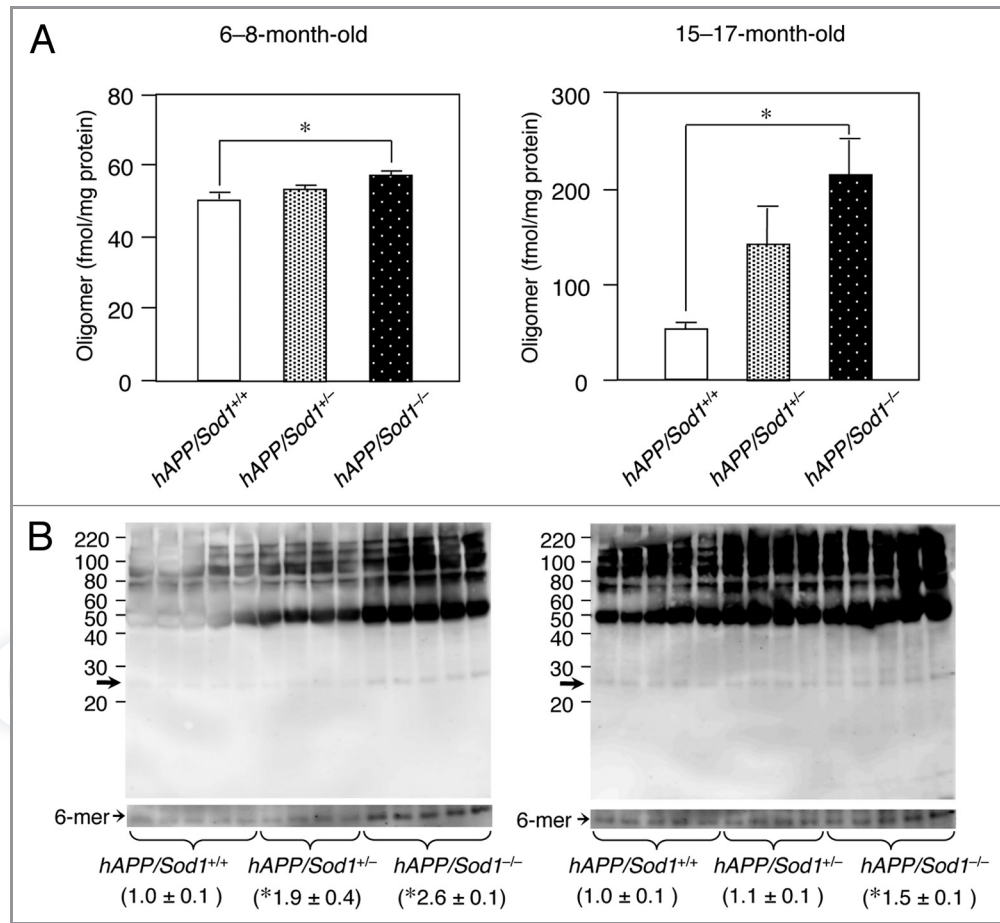 A
6–8-month-old
15–17-month-old
Oligomer (fmol/mg protein)
80
60
40
20
0
*
hAPP/Sod1+/+
hAPP/Sod1+/–
hAPP/Sod1–/–
Oligomer (fmol/mg protein)
300
200
100
0
*
hAPP/Sod1+/+
hAPP/Sod1+/–
hAPP/Sod1–/–
B
220
100
80
60
50
40
30
20
6-mer
hAPP/Sod1+/+ hAPP/Sod1+/– hAPP/Sod1–/–
(1.0 ± 0.1) (*1.9 ± 0.4) (*2.6 ± 0.1)
220
100
80
60
50
40
30
20
6-mer
hAPP/Sod1+/+ hAPP/Sod1+/– hAPP/Sod1–/–
(1.0 ± 0.1) (1.1 ± 0.1) (*1.5 ± 0.1)